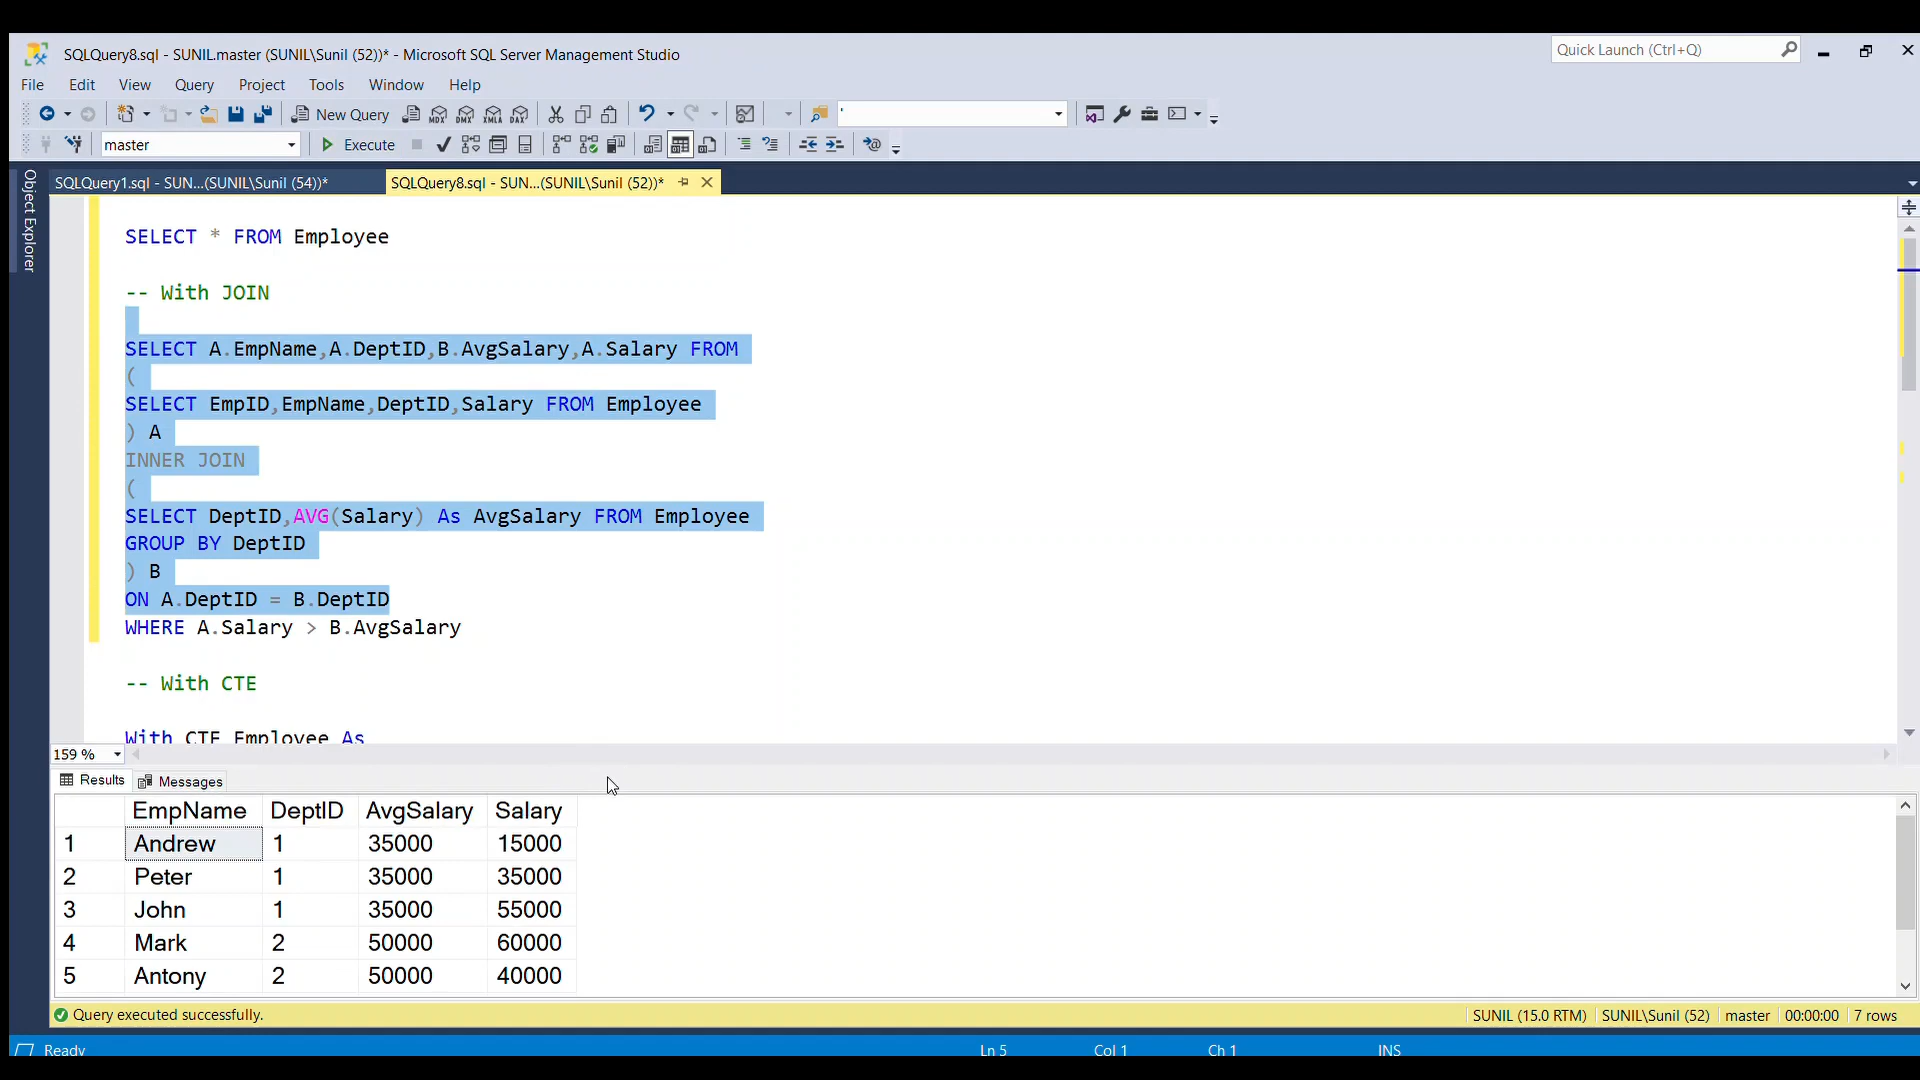 SQLQuery8.sql - SUNIL.master (SUNIL\Sunil (52))* - Microsoft SQL Server Management Studio
Quick Launch (Ctrl+Q)
File Edit View Query Project Tools Window Help
New Query MDX DMX XMLA DAX '
master Execute
Object Explorer
SQLQuery1.sql - SUN...(SUNIL\Sunil (54))* SQLQuery8.sql - SUN...(SUNIL\Sunil (52))*
SELECT * FROM Employee
-- With JOIN
SELECT A.EmpName,A.DeptID,B.AvgSalary,A.Salary FROM
(
SELECT EmpID,EmpName,DeptID,Salary FROM Employee
) A
INNER JOIN
(
SELECT DeptID,AVG(Salary) As AvgSalary FROM Employee
GROUP BY DeptID
) B
ON A.DeptID = B.DeptID
WHERE A.Salary > B.AvgSalary
-- With CTE
With CTE_Employee As
159 %
Results Messages
EmpName DeptID AvgSalary Salary
1 Andrew 1 35000 15000
2 Peter 1 35000 35000
3 John 1 35000 55000
4 Mark 2 50000 60000
5 Antony 2 50000 40000
Query executed successfully. SUNIL (15.0 RTM) SUNIL\Sunil (52) master 00:00:00 7 rows
Ready Ln 5 Col 1 Ch 1 INS